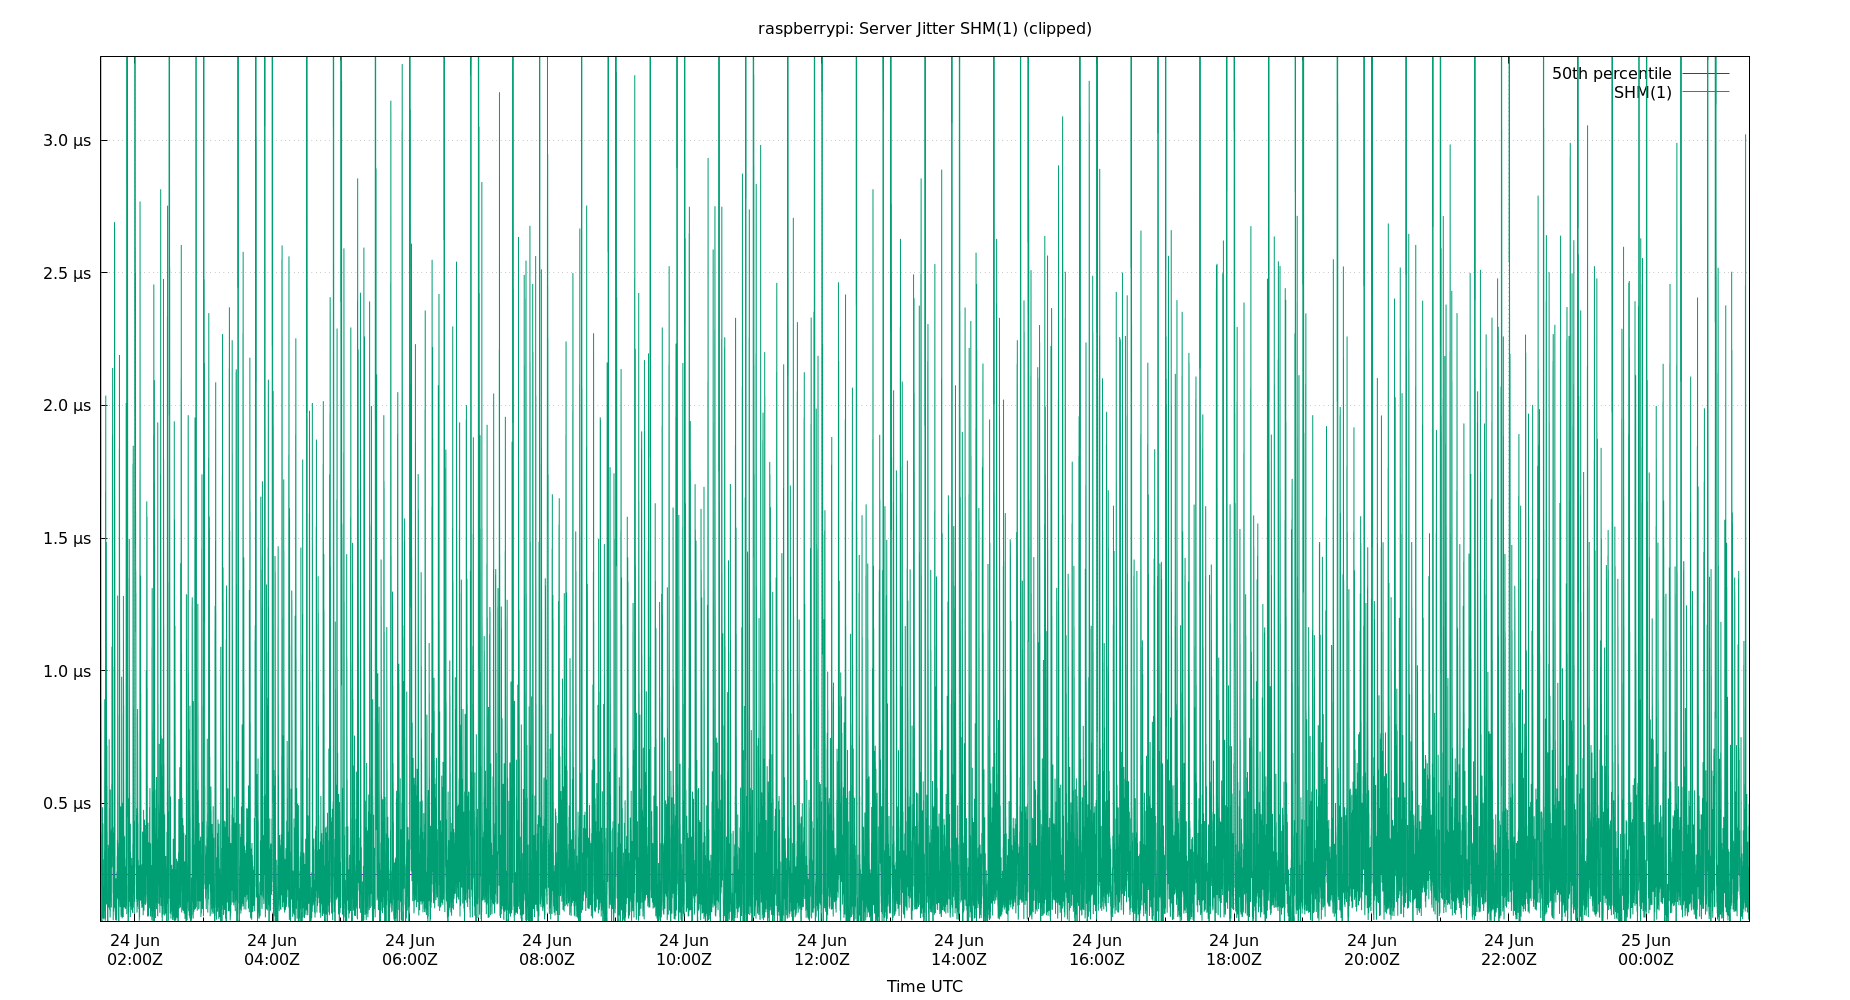 raspberrypi: Server Jitter SHM(1) (clipped)
50th percentile
SHM(1)
3.0 µs
2.5 µs
2.0 µs
1.5 µs
1.0 µs
0.5 µs
24 Jun 24 Jun 24 Jun 24 Jun 24 Jun 24 Jun 24 Jun 24 Jun 24 Jun 24 Jun 24 Jun 25 Jun
02:00Z 04:00Z 06:00Z 08:00Z 10:00Z 12:00Z 14:00Z 16:00Z 18:00Z 20:00Z 22:00Z 00:00Z
Time UTC